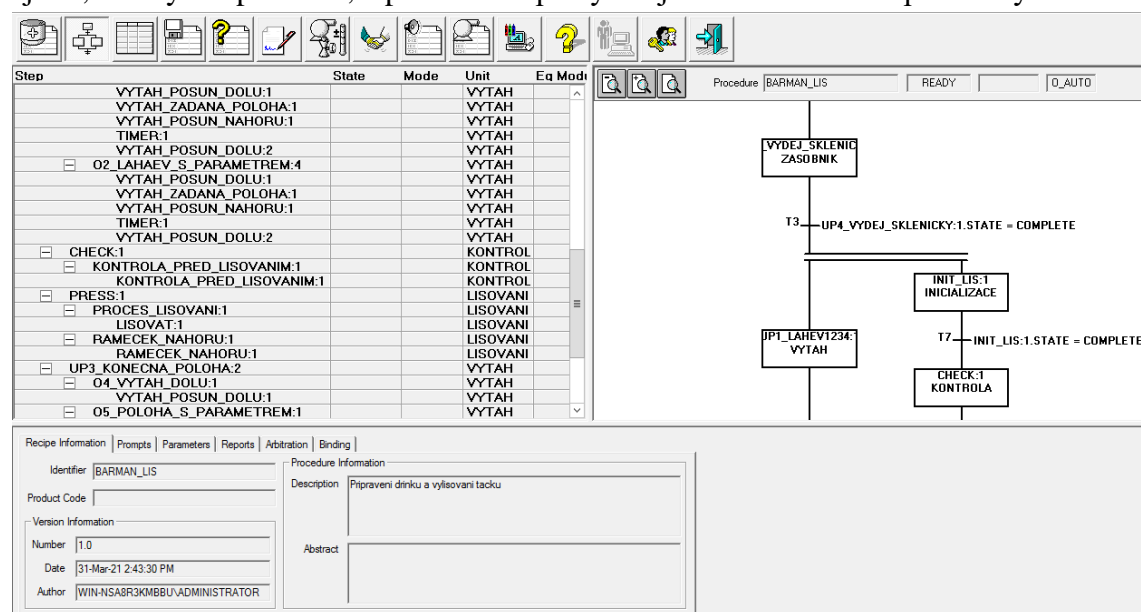 Step State Mode Unit Eq Mode
VYTAH_POSUN_DOLU:1 VYTAH
VYTAH_ZADANA_POLOHA:1 VYTAH
VYTAH_POSUN_NAHORU:1 VYTAH
TIMER:1 VYTAH
VYTAH_POSUN_DOLU:2 VYTAH
O2_LAHAEV_S_PARAMETREM:4 VYTAH
VYTAH_POSUN_DOLU:1 VYTAH
VYTAH_ZADANA_POLOHA:1 VYTAH
VYTAH_POSUN_NAHORU:1 VYTAH
TIMER:1 VYTAH
VYTAH_POSUN_DOLU:2 VYTAH
CHECK:1 KONTROL
KONTROLA_PRED_LISOVANIM:1 KONTROL
KONTROLA_PRED_LISOVANIM:1 KONTROL
PRESS:1 LISOVANI
PROCES_LISOVANI:1 LISOVANI
LISOVAT:1 LISOVANI
RAMECEK_NAHORU:1 LISOVANI
RAMECEK_NAHORU:1 LISOVANI
UP3_KONECNA_POLOHA:2 VYTAH
O4_VYTAH_DOLU:1 VYTAH
VYTAH_POSUN_DOLU:1 VYTAH
O5_POLOHA_S_PARAMETREM:1 VYTAH
Procedure BARMAN_LIS READY O_AUTO
_VYDEJ_SKLENIC
ZASOBNIK
T3 UP4_VYDEJ_SKLENICKY:1.STATE = COMPLETE
INIT_LIS:1
INICIALIZACE
JP1_LAHEV1234:
VYTAH
T7 INIT_LIS:1.STATE = COMPLETE
CHECK:1
KONTROLA
Recipe Information Prompts Parameters Reports Arbitration Binding
Identifier BARMAN_LIS
Product Code
Version Information
Number 1.0
Date 31-Mar-21 2:43:30 PM
Author WIN-NSA8R3KMBBU\ADMINISTRATOR
Procedure Information
Description Pripraveni drinku a vylisovani tacku
Abstract